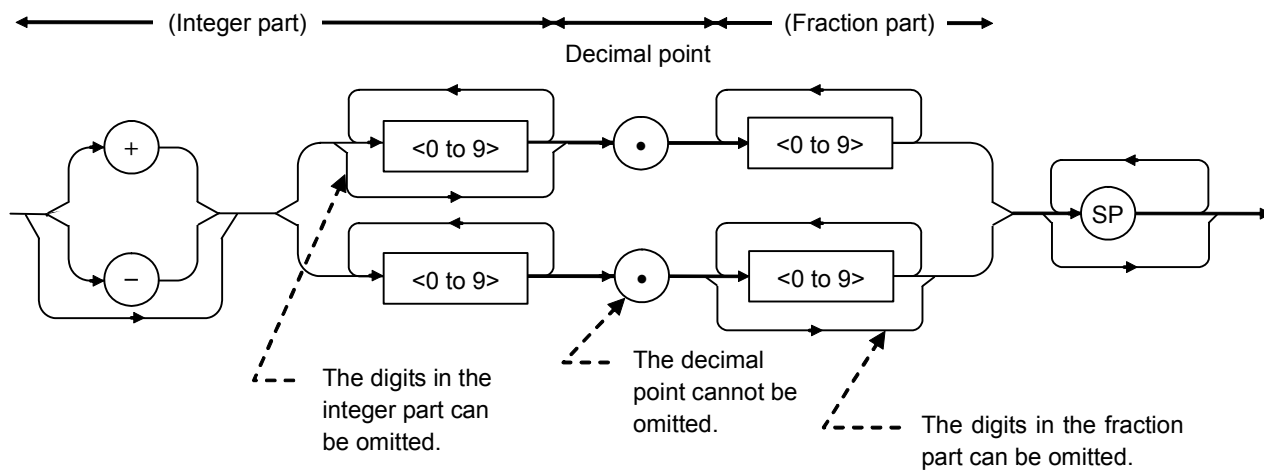 (Integer part)
(Fraction part)
Decimal point
<0 to 9>
<0 to 9>
+
•
SP
−
<0 to 9>
•
<0 to 9>
The digits in the
integer part can
be omitted.
The decimal
point cannot be
omitted.
The digits in the fraction
part can be omitted.